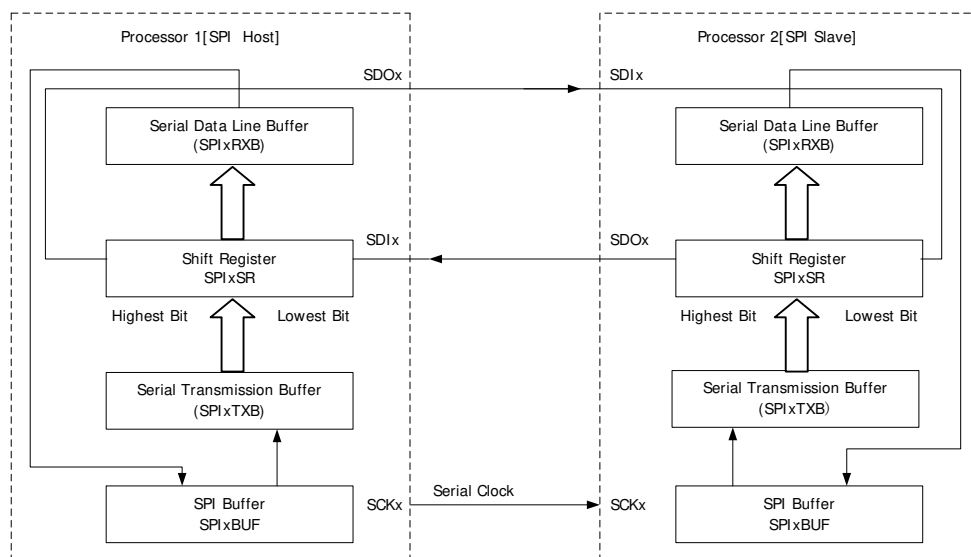 Processor 1[SPI Host]
Processor 2[SPI Slave]
SDOx
SDIx
Serial Data Line Buffer
(SPIxRXB)
Serial Data Line Buffer
(SPIxRXB)
Shift Register
SPIxSR
SDIx
SDOx
Shift Register
SPIxSR
Highest Bit
Lowest Bit
Highest Bit
Lowest Bit
Serial Transmission Buffer
(SPIxTXB)
Serial Transmission Buffer
(SPIxTXB)
SPI Buffer
SPIxBUF
SCKx
Serial Clock
SCKx
SPI Buffer
SPIxBUF